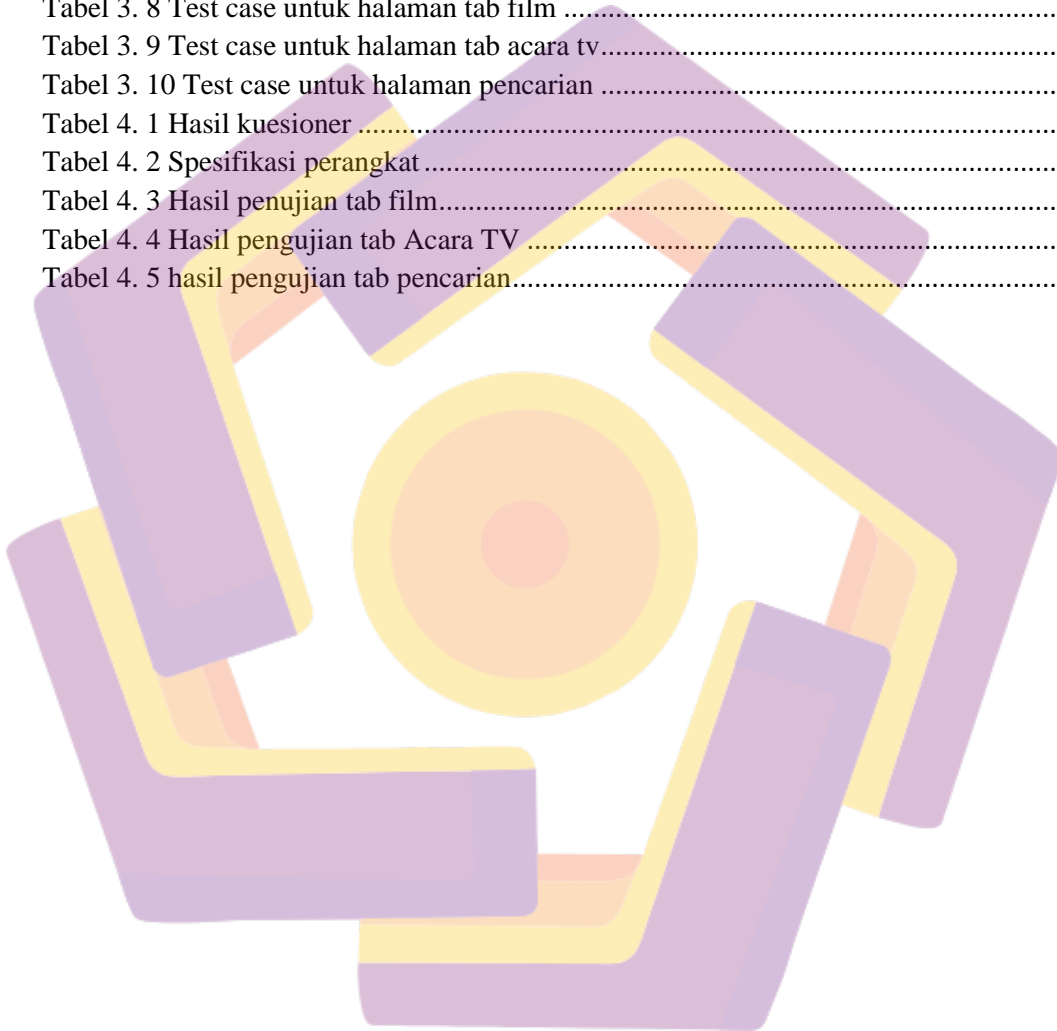 Tabel 3. 8 Test case untuk halaman tab film ........................................................................
Tabel 3. 9 Test case untuk halaman tab acara tv..................................................................
Tabel 3. 10 Test case untuk halaman pencarian ..................................................................
Tabel 4. 1 Hasil kuesioner ....................................................................................................
Tabel 4. 2 Spesifikasi perangkat ..........................................................................................
Tabel 4. 3 Hasil penujian tab film........................................................................................
Tabel 4. 4 Hasil pengujian tab Acara TV .............................................................................
Tabel 4. 5 hasil pengujian tab pencarian..............................................................................